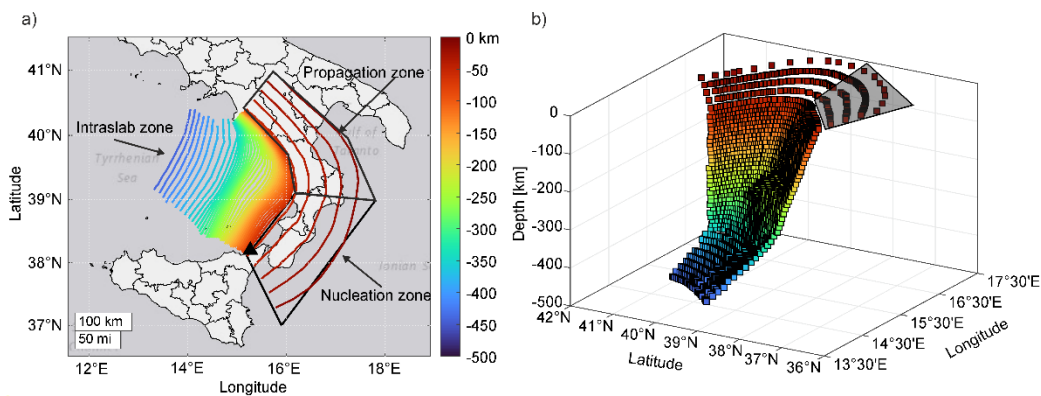 a)
b)
41°N
40°N
39°N
38°N
37°N
Latitude
12°E
14°E
16°E
18°E
Longitude
Propagation zone
Intraslab zone
Nucleation zone
Tyrrhenian
Sea
Gulf of
Taranto
Ionian S
100 km
50 mi
0 km
-50
-100
-150
-200
-250
-300
-350
-400
-450
-500
0
-100
-200
-300
-400
-500
Depth [km]
42°N
41°N
40°N
39°N
38°N
37°N
36°N
Latitude
13°30'E
14°30'E
15°30'E
16°30'E
17°30'E
Longitude